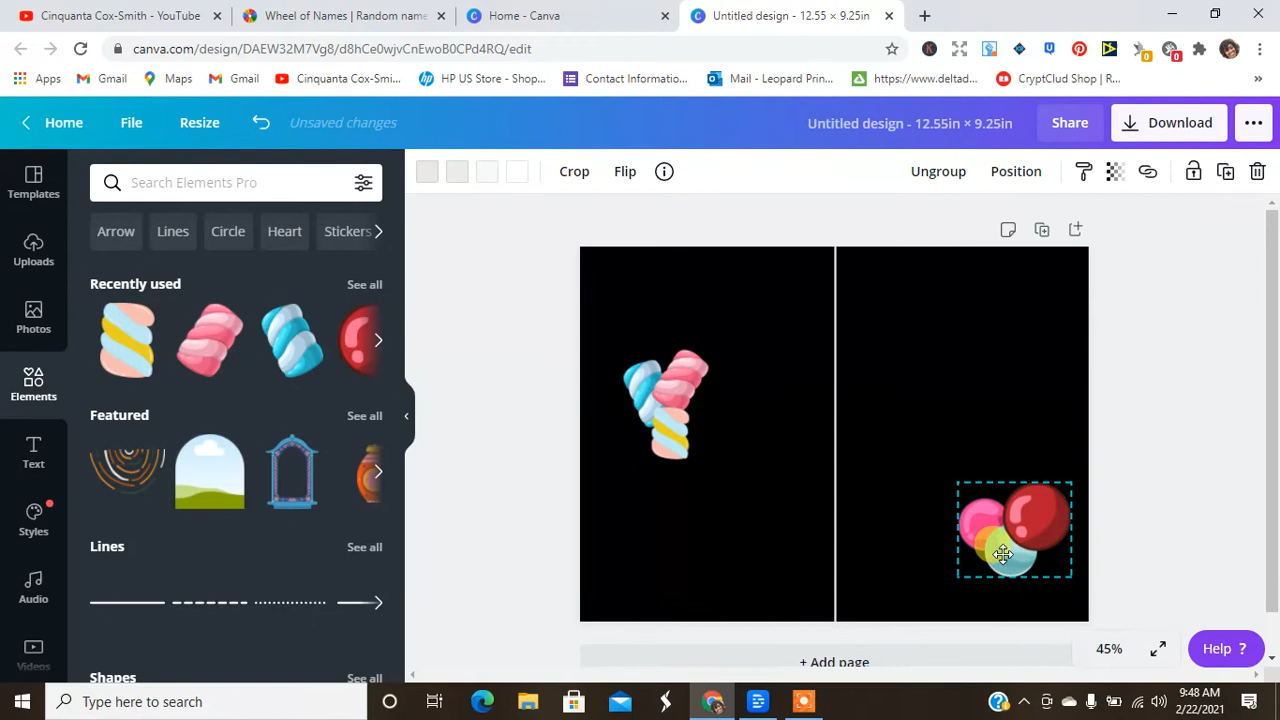 Cinquanta Cox-Smith - YouTube
Wheel of Names | Random name
Home - Canva
Untitled design - 12.55 × 9.25in
canva.com/design/DAEW32M7Vg8/d8hCe0wjvCnEwoB0CPd4RQ/edit
Apps
Gmail
Maps
Gmail
Cinquanta Cox-Smi...
HP US Store - Shop...
Contact Informatio...
Mail - Leopard Prin...
https://www.deltad...
CryptClud Shop | R...
Home
File
Resize
Unsaved changes
Untitled design - 12.55in × 9.25in
Share
Download
Templates
Search Elements Pro
Crop
Flip
Ungroup
Position
Arrow
Lines
Circle
Heart
Stickers
Uploads
Recently used
See all
Photos
Elements
Featured
See all
Text
Styles
Lines
See all
Audio
Videos
Shapes
See all
+ Add page
45%
Help ?
Type here to search
9:48 AM
2/22/2021